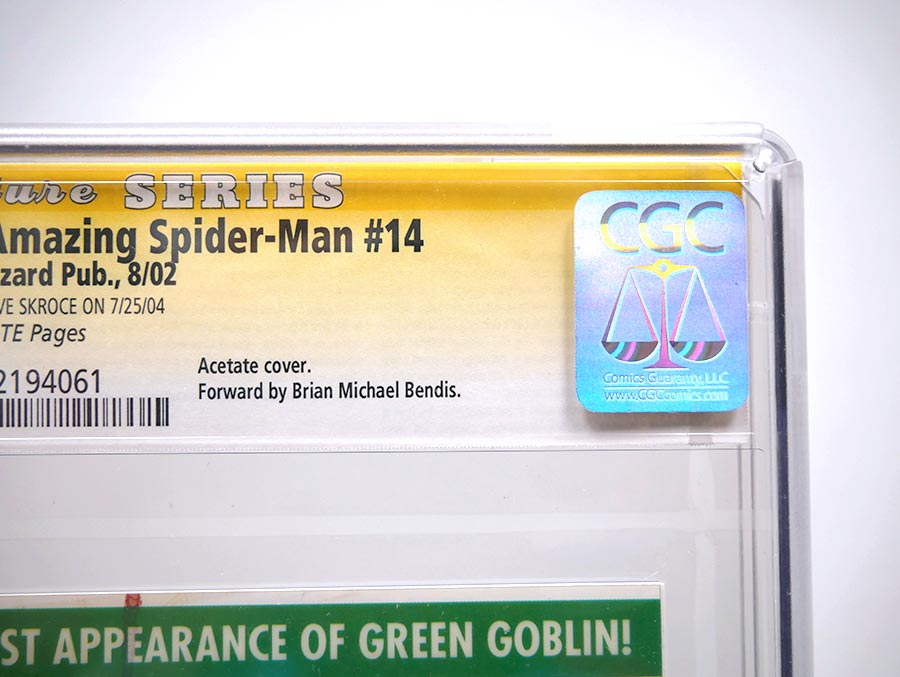 ure SERIES
Amazing Spider-Man #14
zard Pub., 8/02
VE SKROCE ON 7/25/04
TE Pages
2194061
Acetate cover.
Forward by Brian Michael Bendis.
CGC
Comics Guaranty, LLC
www.CGCcomics.com
ST APPEARANCE OF GREEN GOBLIN!